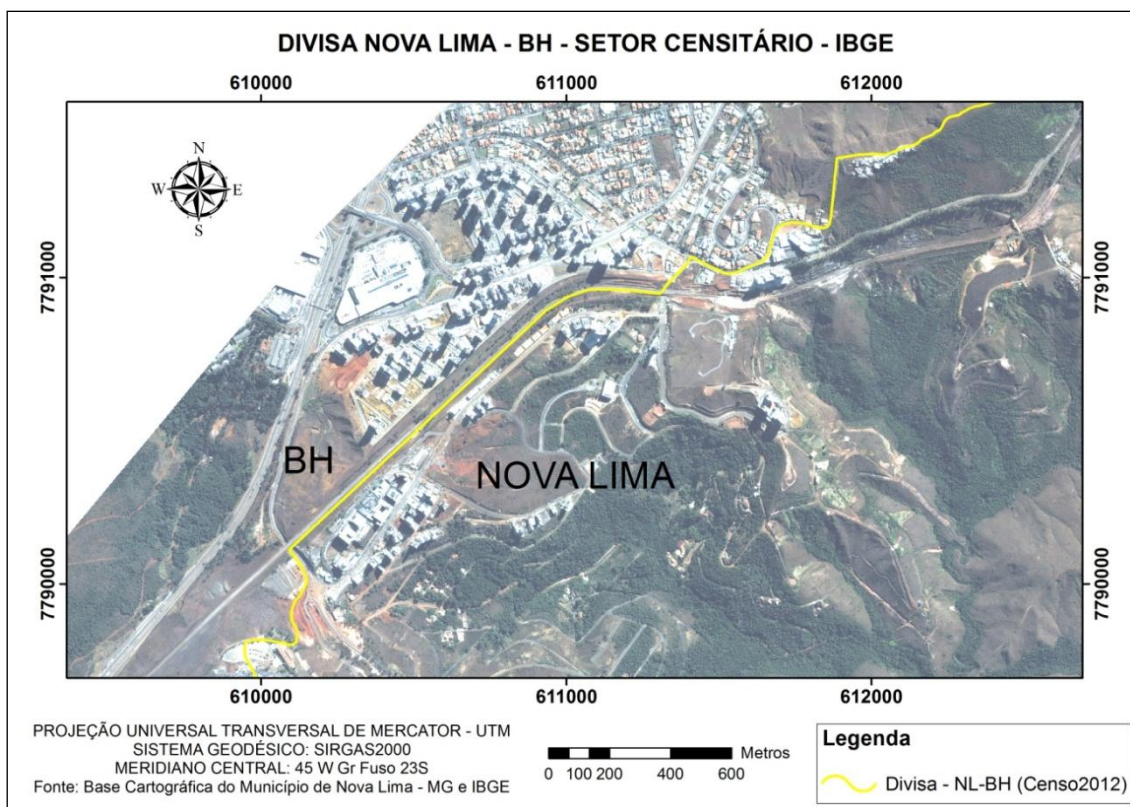 DIVISA NOVA LIMA - BH - SETOR CENSITÁRIO - IBGE
610000 611000 612000
N
W E
S
7791000 7791000
BH
NOVA LIMA
7790000 7790000
610000 611000 612000
PROJEÇÃO UNIVERSAL TRANSVERSAL DE MERCATOR - UTM
SISTEMA GEODÉSICO: SIRGAS2000
MERIDIANO CENTRAL: 45 W Gr Fuso 23S
Fonte: Base Cartográfica do Município de Nova Lima - MG e IBGE
Metros
0 100 200 400 600
Legenda
Divisa - NL-BH (Censo2012)